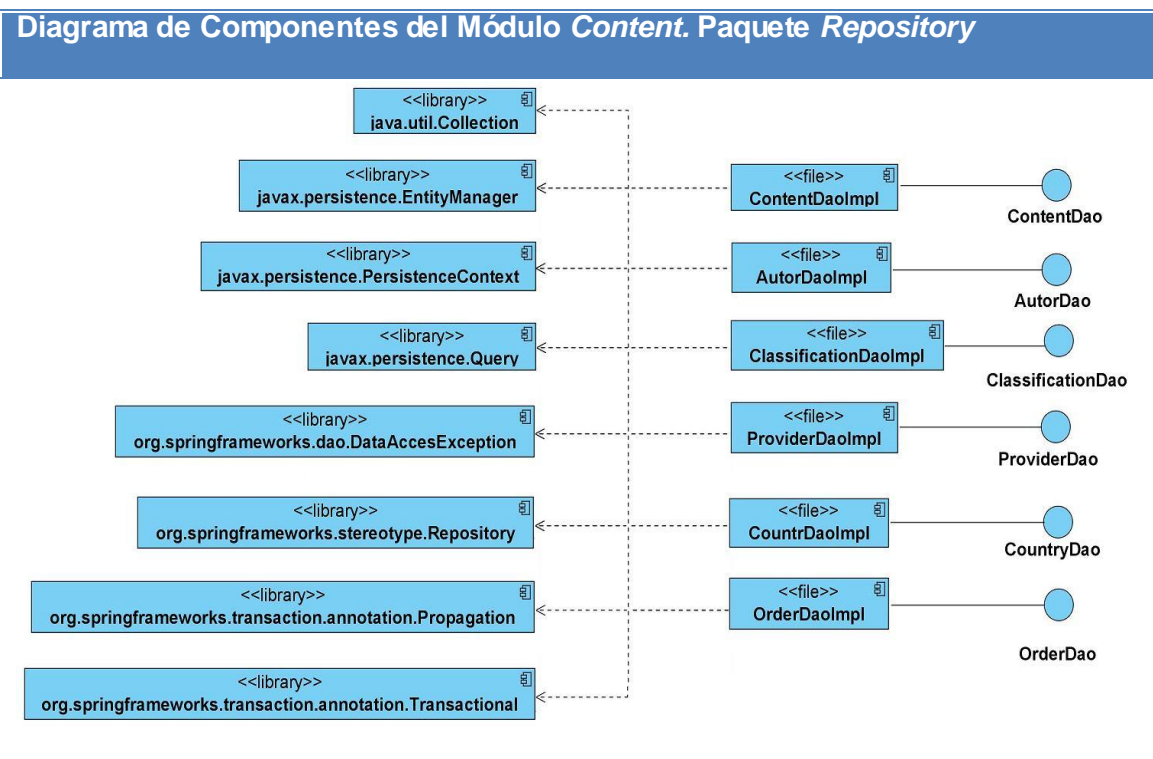 Diagrama de Componentes del Módulo Content. Paquete Repository
<<library>>
java.util.Collection
<<library>>
javax.persistence.EntityManager
<<file>>
ContentDaoImpl
ContentDao
<<library>>
javax.persistence.PersistenceContext
<<file>>
AutorDaoImpl
AutorDao
<<library>>
javax.persistence.Query
<<file>>
ClassificationDaoImpl
ClassificationDao
<<library>>
org.springframeworks.dao.DataAccesException
<<file>>
ProviderDaoImpl
ProviderDao
<<library>>
org.springframeworks.stereotype.Repository
<<file>>
CountrDaoImpl
CountryDao
<<library>>
org.springframeworks.transaction.annotation.Propagation
<<file>>
OrderDaoImpl
OrderDao
<<library>>
org.springframeworks.transaction.annotation.Transactional